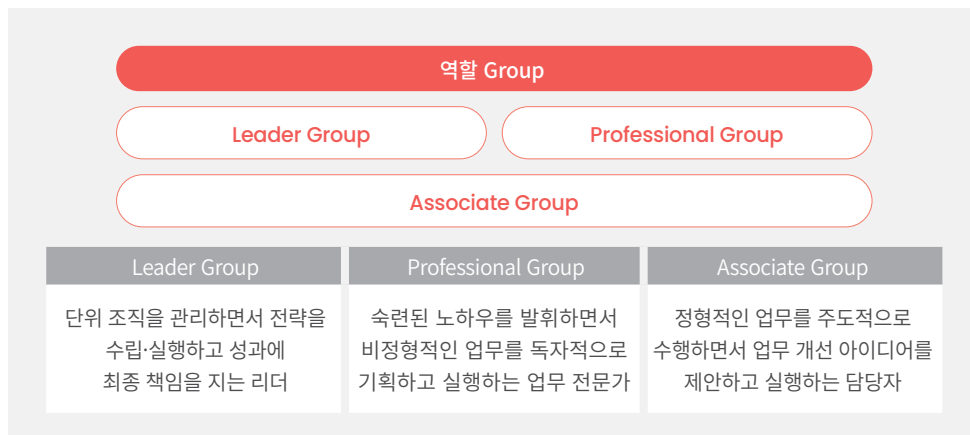 역할 Group
Leader Group
Professional Group
Associate Group
Leader Group
단위 조직을 관리하면서 전략을
수립·실행하고 성과에
최종 책임을 지는 리더
Professional Group
숙련된 노하우를 발휘하면서
비정형적인 업무를 독자적으로
기획하고 실행하는 업무 전문가
Associate Group
정형적인 업무를 주도적으로
수행하면서 업무 개선 아이디어를
제안하고 실행하는 담당자